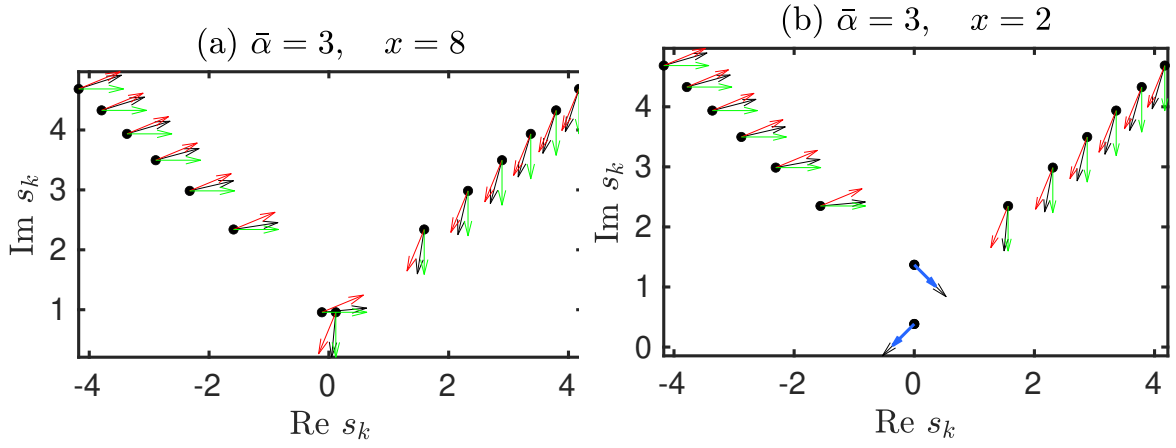 (a) ᾱ = 3, x = 8
Im s_k
4
3
2
1
-4 -2 0 2 4
Re s_k
(b) ᾱ = 3, x = 2
Im s_k
4
3
2
1
0
-4 -2 0 2 4
Re s_k